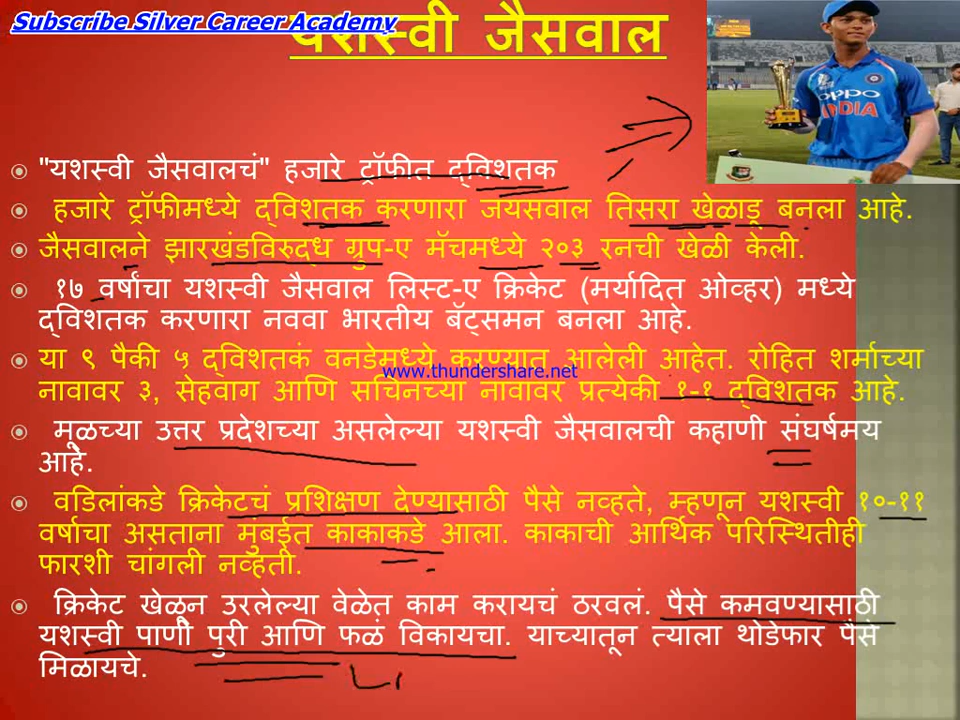 Subscribe Silver Career Academy
यशस्वी जैसवाल
oppo
INDIA
"यशस्वी जैसवालचं" हजारे ट्रॉफीत द्विशतक
हजारे ट्रॉफीमध्ये द्विशतक करणारा जयसवाल तिसरा खेळाडू बनला आहे.
जैसवालने झारखंडविरुद्ध ग्रुप-ए मॅचमध्ये २०३ रनची खेळी केली.
१७ वर्षांचा यशस्वी जैसवाल लिस्ट-ए क्रिकेट (मर्यादित ओव्हर) मध्ये
द्विशतक करणारा नववा भारतीय बॅट्समन बनला आहे.
या ९ पैकी ५ द्विशतकं वनडेमध्ये करण्यात आलेली आहेत. रोहित शर्माच्या
www.thundershare.net
नावावर ३, सेहवाग आणि सचिनच्या नावावर प्रत्येकी १-१ द्विशतक आहे.
मूळच्या उत्तर प्रदेशच्या असलेल्या यशस्वी जैसवालची कहाणी संघर्षमय
आहे.
वडिलांकडे क्रिकेटचं प्रशिक्षण देण्यासाठी पैसे नव्हते, म्हणून यशस्वी १०-११
वर्षाचा असताना मुंबईत काकाकडे आला. काकाची आर्थिक परिस्थितीही
फारशी चांगली नव्हती.
क्रिकेट खेळून उरलेल्या वेळेत काम करायचं ठरवलं. पैसे कमवण्यासाठी
यशस्वी पाणी पुरी आणि फळं विकायचा. याच्यातून त्याला थोडेफार पैसे
मिळायचे.